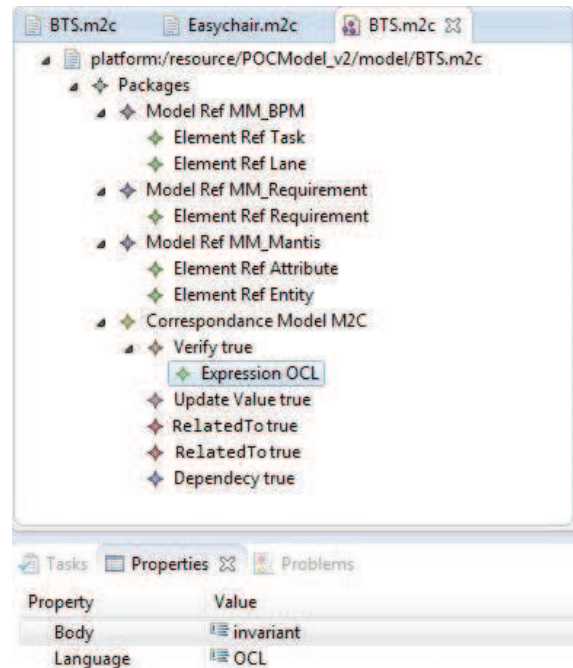 BTS.m2c Easychair.m2c BTS.m2c
platform:/resource/POCModel_v2/model/BTS.m2c
Packages
Model Ref MM_BPM
Element Ref Task
Element Ref Lane
Model Ref MM_Requirement
Element Ref Requirement
Model Ref MM_Mantis
Element Ref Attribute
Element Ref Entity
Correspondance Model M2C
Verify true
Expression OCL
Update Value true
RelatedTo true
RelatedTo true
Dependecy true
Tasks Properties Problems
Property Value
Body invariant
Language OCL